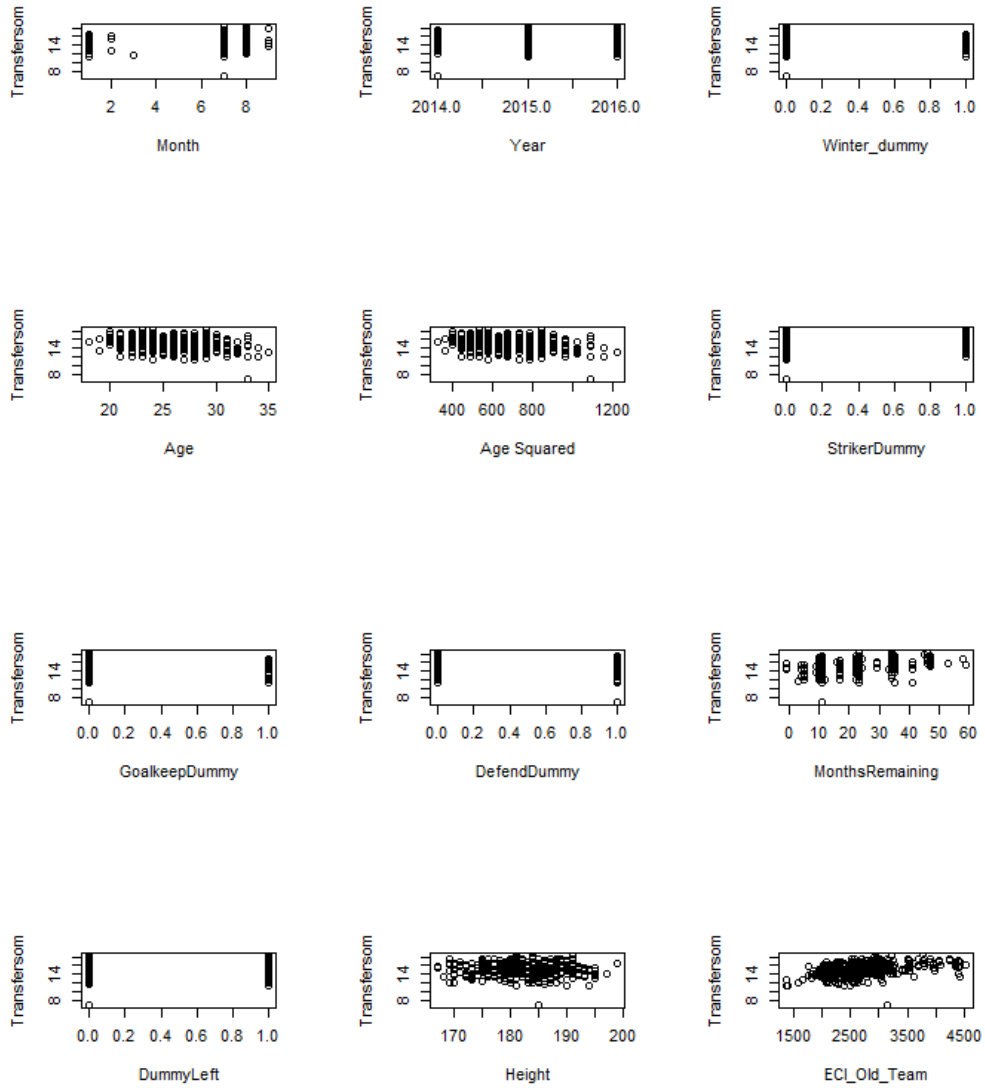 Transfersom Transfersom Transfersom
14 14 14
8 8 8
2 4 6 8 2014.0 2015.0 2016.0 0.0 0.2 0.4 0.6 0.8 1.0
Month Year Winter_dummy
Transfersom Transfersom Transfersom
14 14 14
8 8 8
20 25 30 35 400 600 800 1200 0.0 0.2 0.4 0.6 0.8 1.0
Age Age Squared StrikerDummy
Transfersom Transfersom Transfersom
14 14 14
8 8 8
0.0 0.2 0.4 0.6 0.8 1.0 0.0 0.2 0.4 0.6 0.8 1.0 0 10 20 30 40 50 60
GoalkeepDummy DefendDummy MonthsRemaining
Transfersom Transfersom Transfersom
14 14 14
8 8 8
0.0 0.2 0.4 0.6 0.8 1.0 170 180 190 200 1500 2500 3500 4500
DummyLeft Height ECI_Old_Team